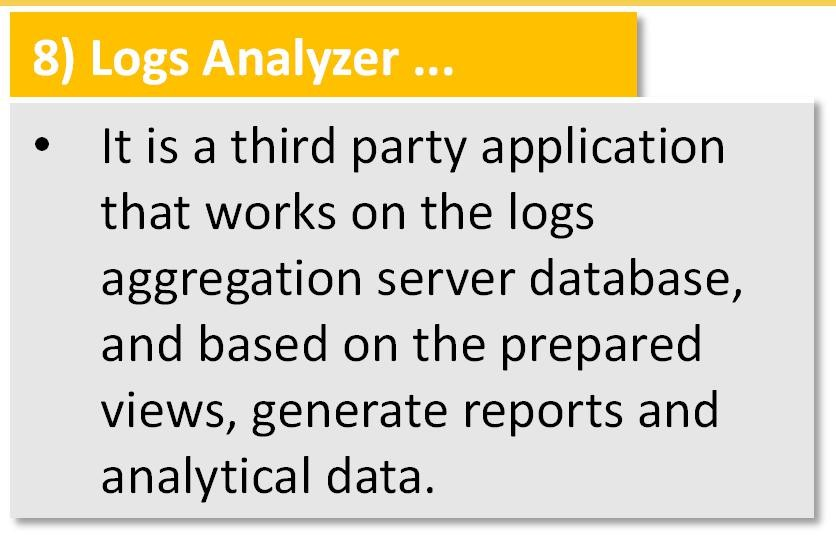 8) Logs Analyzer ...
• It is a third party application
that works on the logs
aggregation server database,
and based on the prepared
views, generate reports and
analytical data.